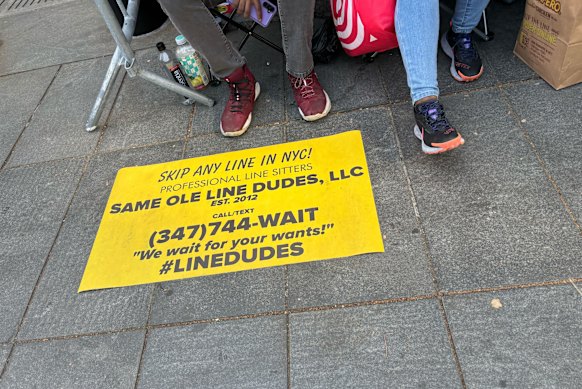 SKIP ANY LINE IN NYC!
PROFESSIONAL LINE SITTERS
SAME OLE LINE DUDES, LLC
EST. 2012
CALL/TEXT
(347)744-WAIT
"We wait for your wants!"
#LINEDUDES